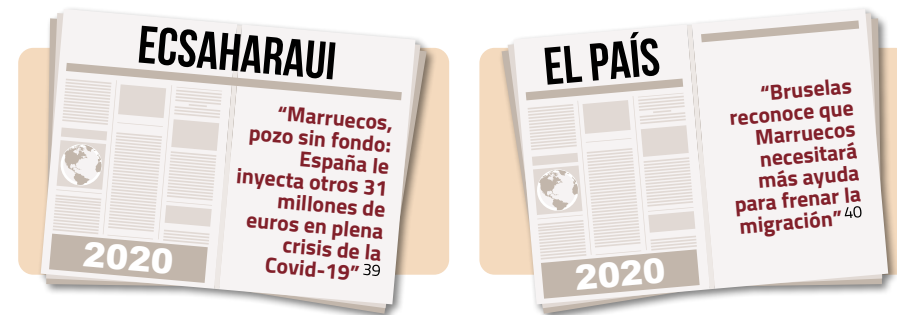 ECSAHARAUI
“Marruecos,
pozo sin fondo:
España le
inyecta otros 31
millones de
euros en plena
crisis de la
Covid-19” 39
2020
EL PAÍS
“Bruselas
reconoce que
Marruecos
necesitará
más ayuda
para frenar la
migración” 40
2020